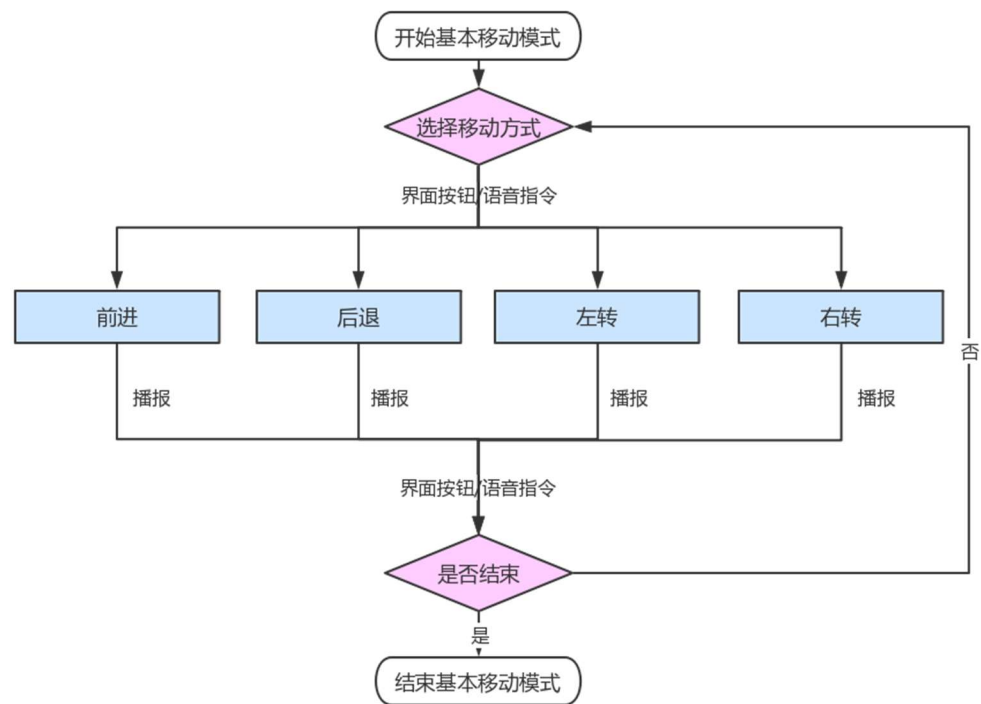 开始基本移动模式
选择移动方式
界面按钮/语音指令
前进
后退
左转
右转
否
播报
播报
播报
播报
界面按钮/语音指令
是否结束
是
结束基本移动模式